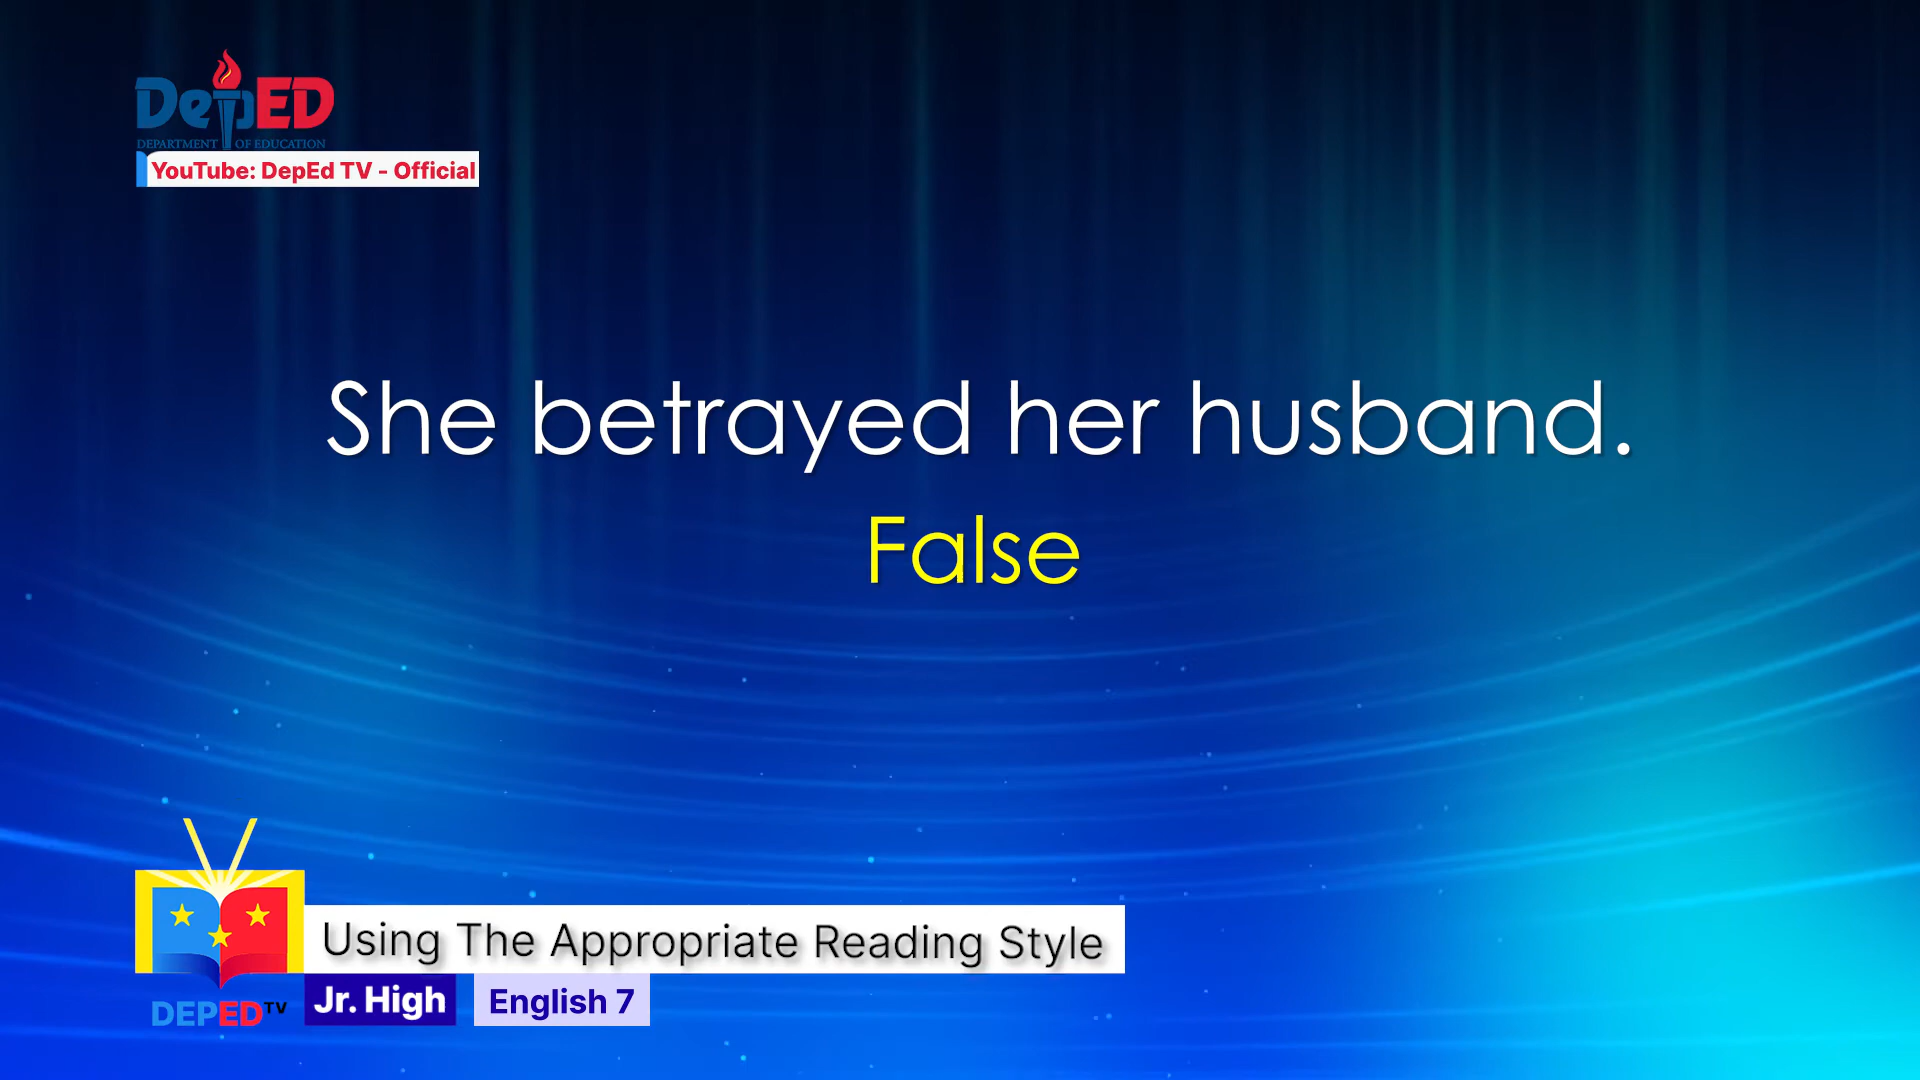 DepED
DEPARTMENT OF EDUCATION
YouTube: DepEd TV - Official
She betrayed her husband.
False
Using The Appropriate Reading Style
DEPED TV
Jr. High
English 7